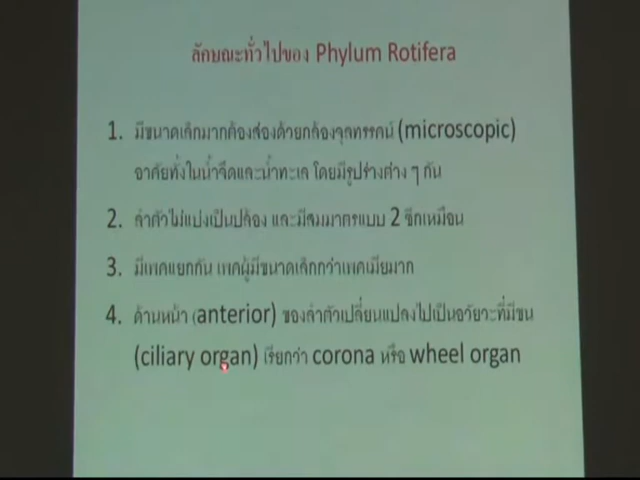 ลักษณะทั่วไปของ Phylum Rotifera
1. มีขนาดเล็กมากต้องส่องด้วยกล้องจุลทรรศน์ (microscopic)
อาศัยทั้งในน้ำจืดและน้ำทะเล โดยมีรูปร่างต่าง ๆ กัน
2. ลำตัวไม่แบ่งเป็นปล้อง และมีสมมาตรแบบ 2 ซีกเหมือน
3. มีเพศแยกกัน เพศผู้มีขนาดเล็กกว่าเพศเมียมาก
4. ด้านหน้า (anterior) ของลำตัวเปลี่ยนแปลงไปเป็นอวัยวะที่มีขน
(ciliary organ) เรียกว่า corona หรือ wheel organ